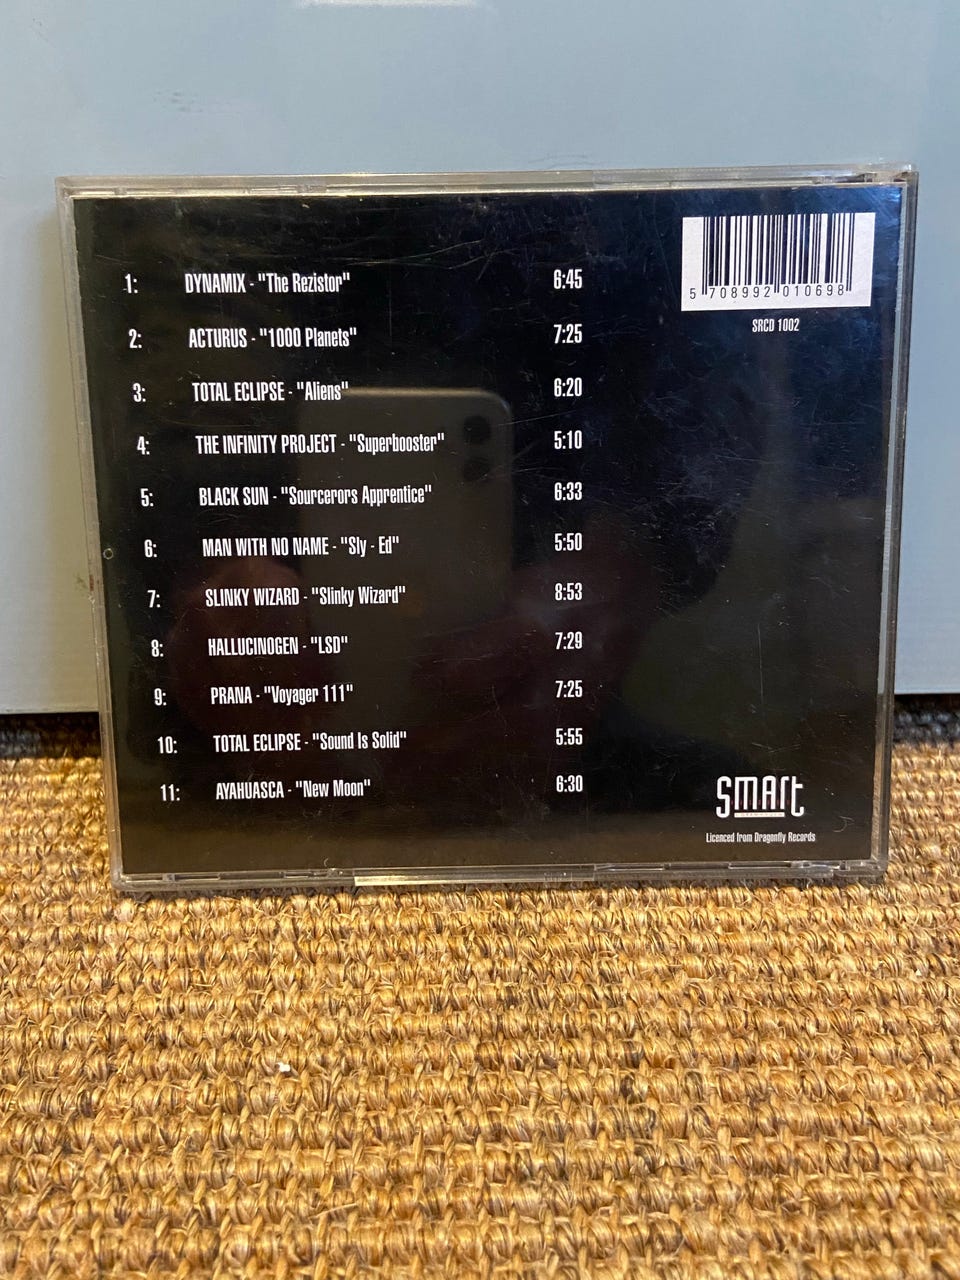 1: DYNAMIX - "The Rezistor" 6:45
2: ACTURUS - "1000 Planets" 7:25
3: TOTAL ECLIPSE - "Aliens" 6:20
4: THE INFINITY PROJECT - "Superbooster" 5:10
5: BLACK SUN - "Sourcerors Apprentice" 6:33
6: MAN WITH NO NAME - "Sly - Ed" 5:50
7: SLINKY WIZARD - "Slinky Wizard" 8:53
8: HALLUCINOGEN - "LSD" 7:29
9: PRANA - "Voyager 111" 7:25
10: TOTAL ECLIPSE - "Sound Is Solid" 5:55
11: AYAHUASCA - "New Moon" 6:30
5 708992 010698
SRCD 1002
SMART
Licenced from Dragonfly Records